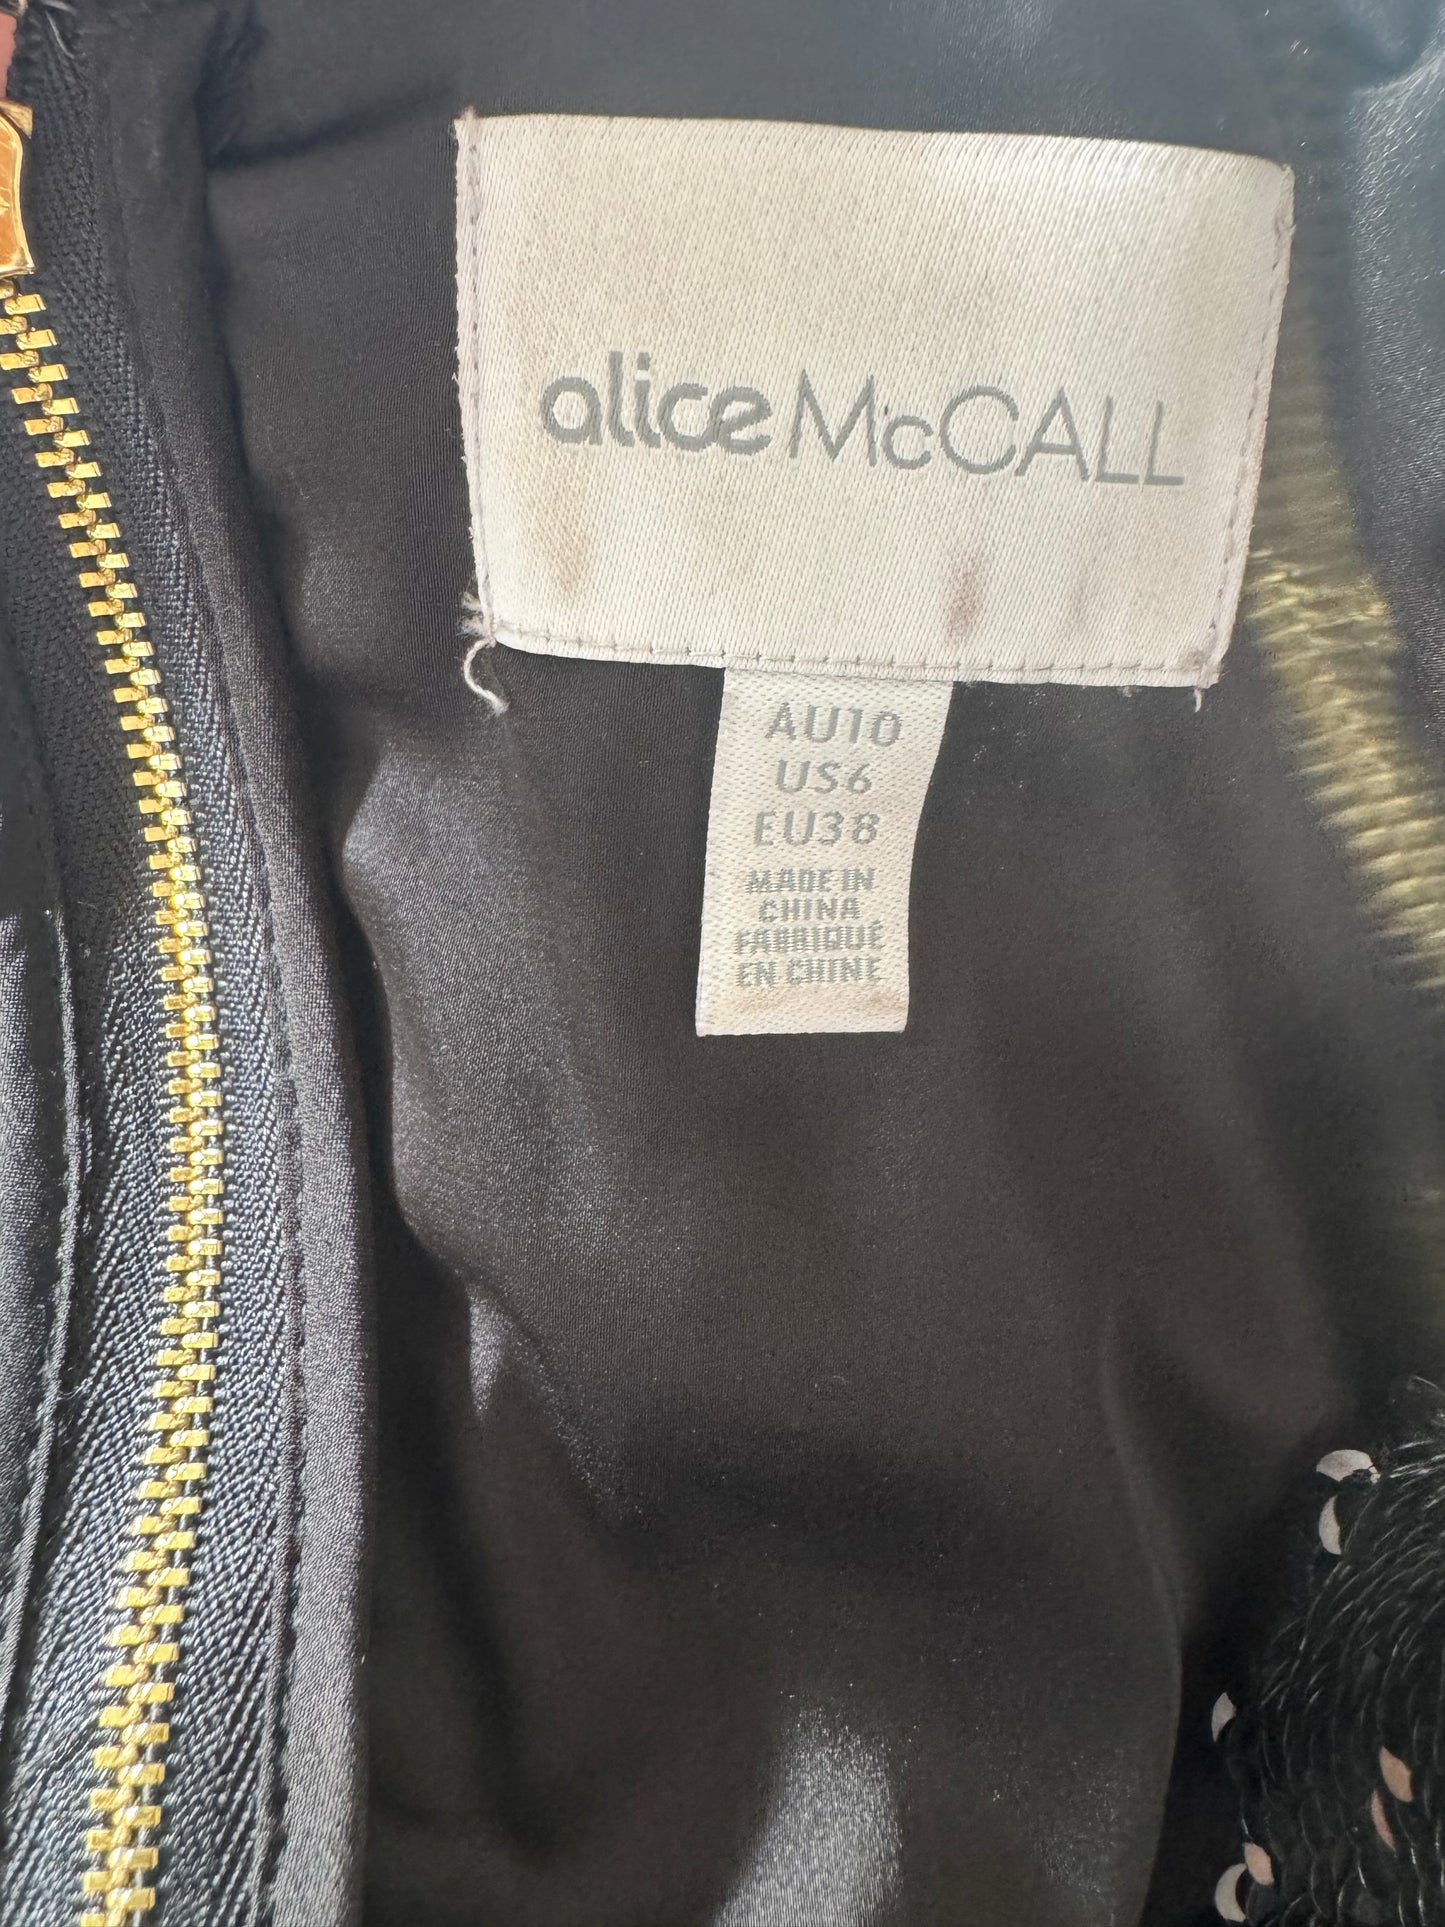 alice McCALL
AU10
US6
EU38
MADE IN
CHINA
FABRIQUÉ
EN CHINE